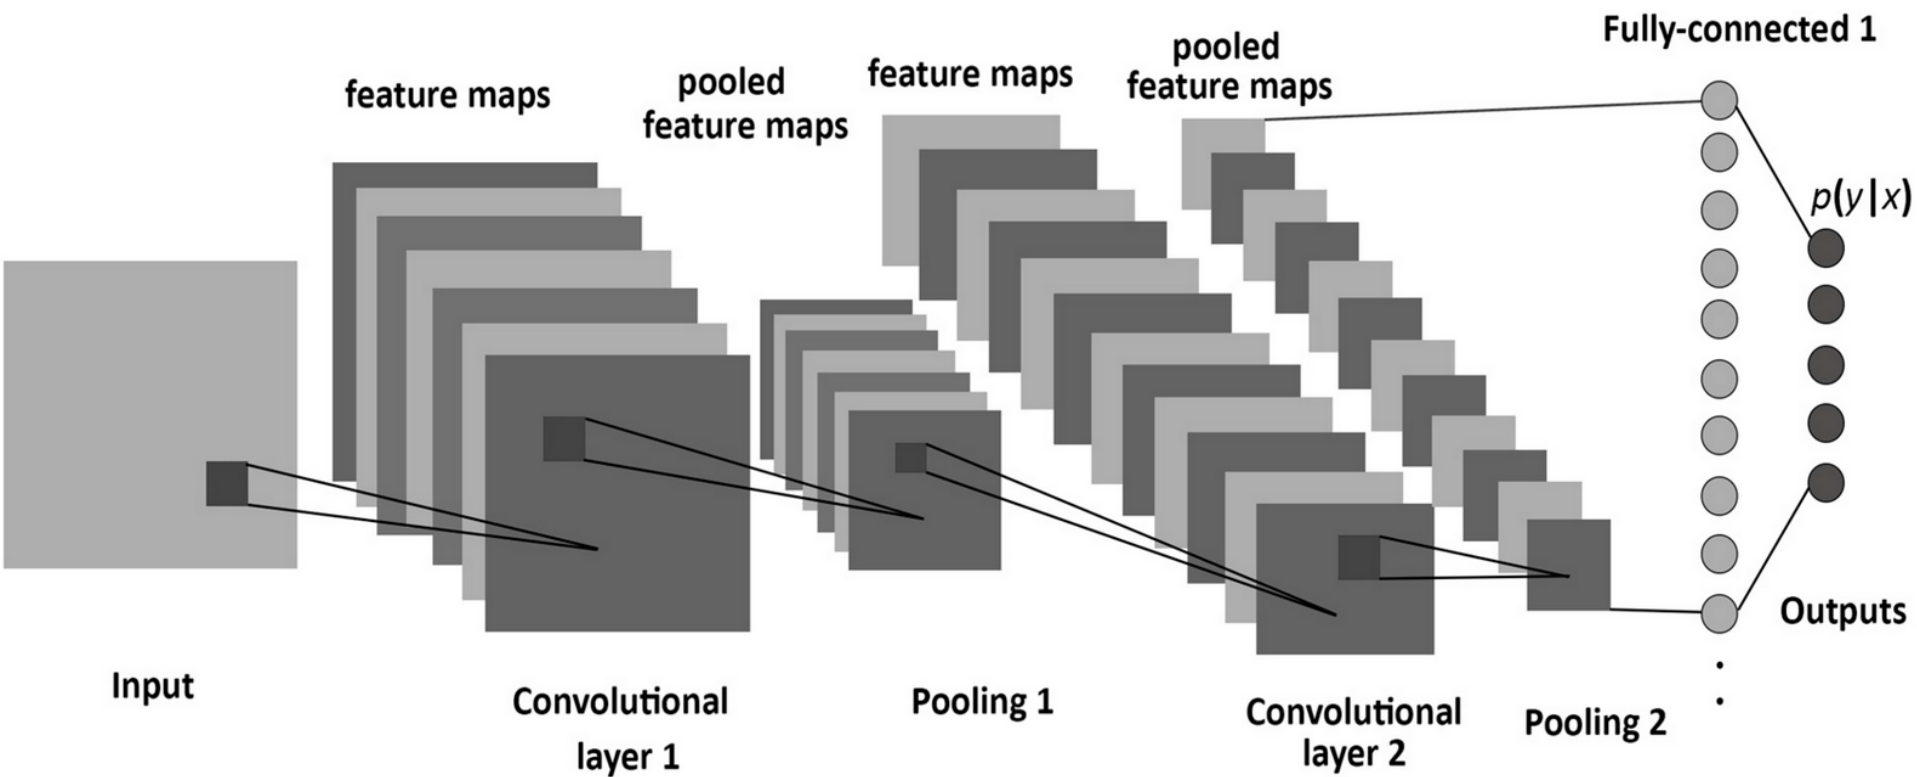 Fully-connected 1
pooled
feature maps
feature maps
pooled
feature maps
feature maps
p(y|x)
Outputs
Input
Convolutional
layer 1
Pooling 1
Convolutional
layer 2
Pooling 2